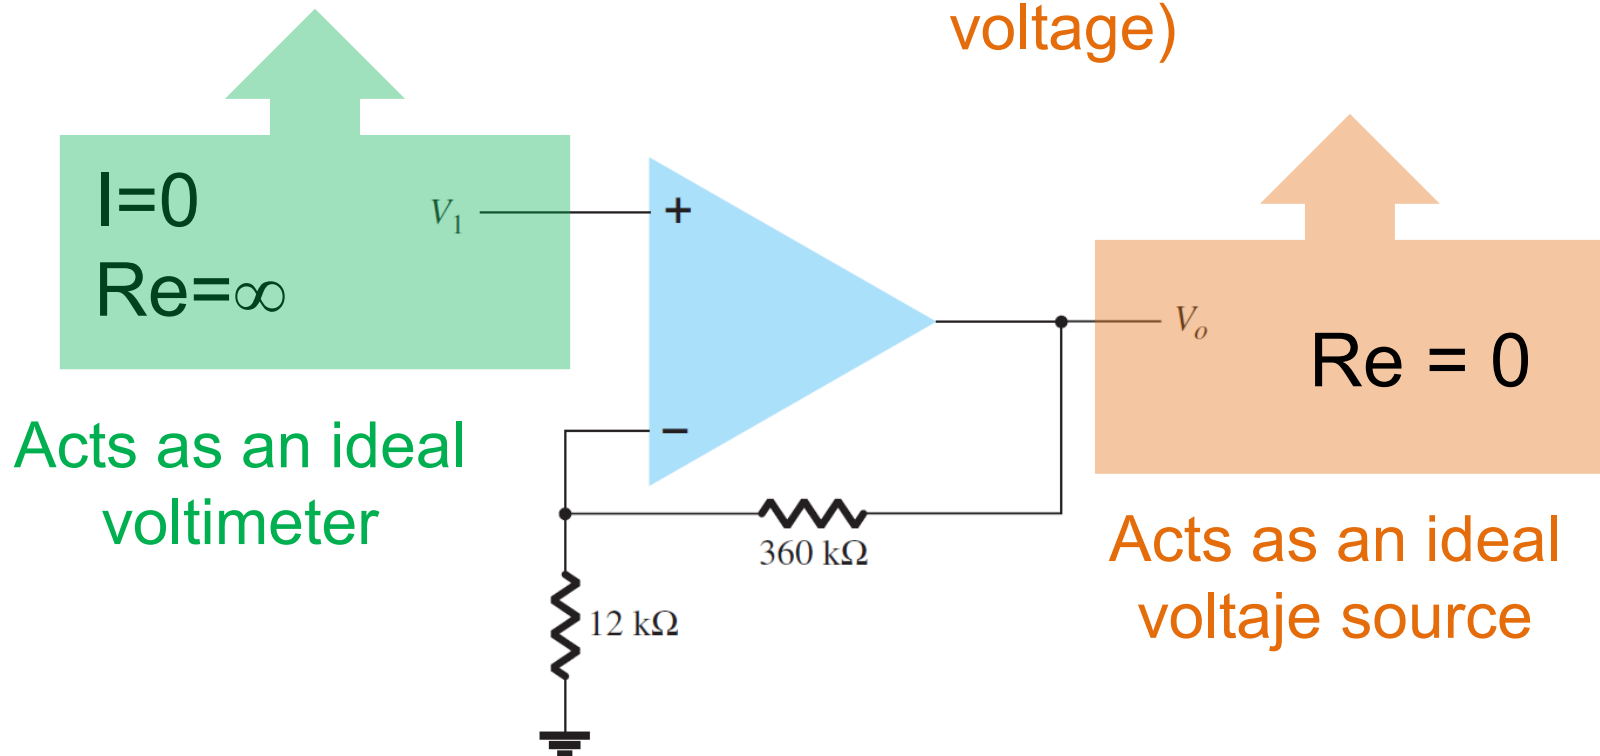 voltage)
I=0
Re=∞
V₁
+
−
Vₒ
Re = 0
Acts as an ideal
voltimeter
360 kΩ
12 kΩ
Acts as an ideal
voltaje source